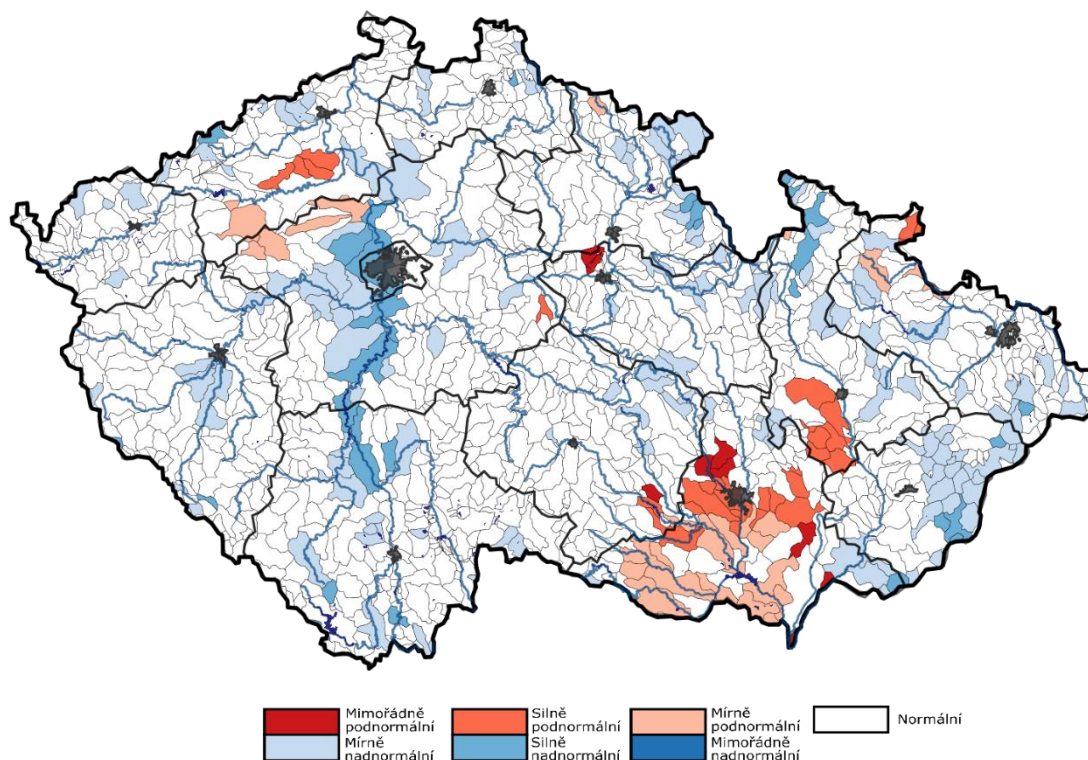 Mimořádně
podnormální
Silně
podnormální
Mírně
podnormální
Normální
Mírně
nadnormální
Silně
nadnormální
Mimořádně
nadnormální